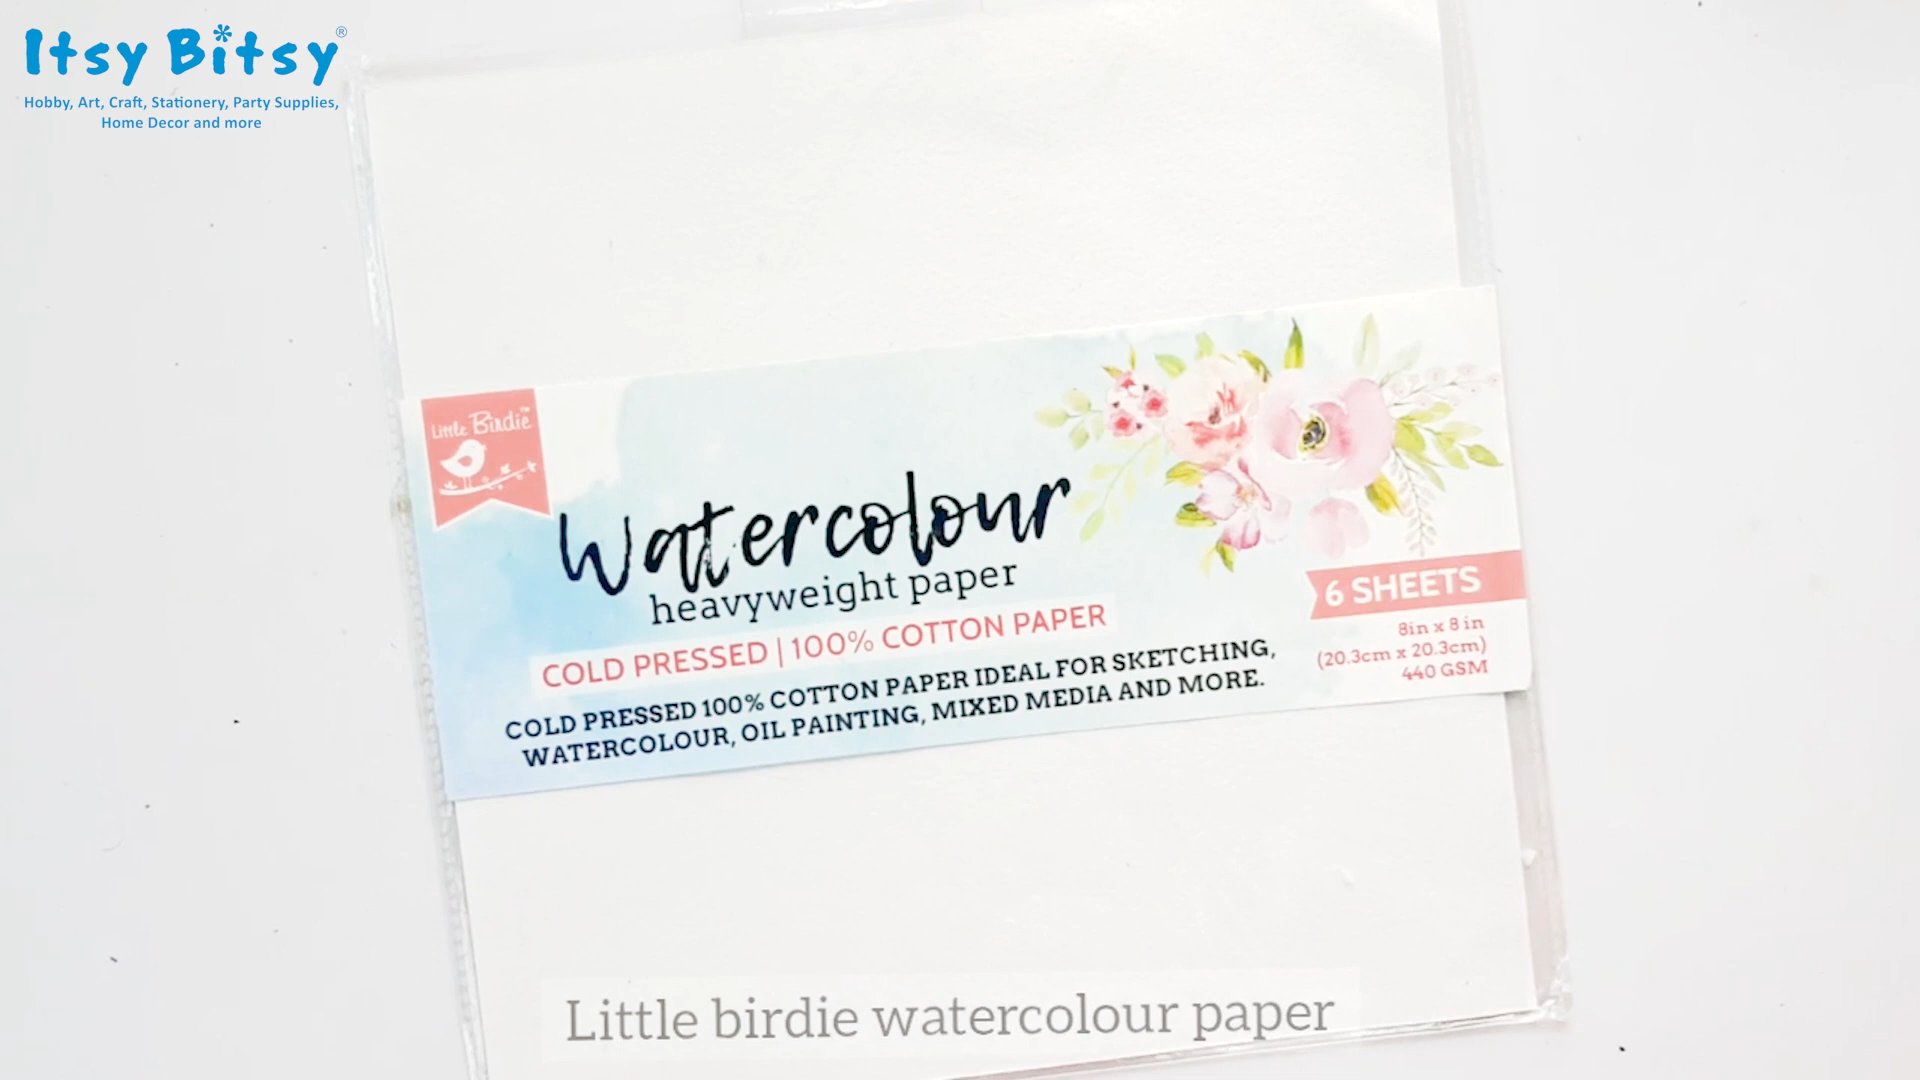 Itsy Bitsy®
Hobby, Art, Craft, Stationery, Party Supplies,
Home Decor and more
Little Birdie™
Watercolour
heavyweight paper
COLD PRESSED | 100% COTTON PAPER
COLD PRESSED 100% COTTON PAPER IDEAL FOR SKETCHING,
WATERCOLOUR, OIL PAINTING, MIXED MEDIA AND MORE.
6 SHEETS
8in x 8 in
(20.3cm x 20.3cm)
440 GSM
Little birdie watercolour paper